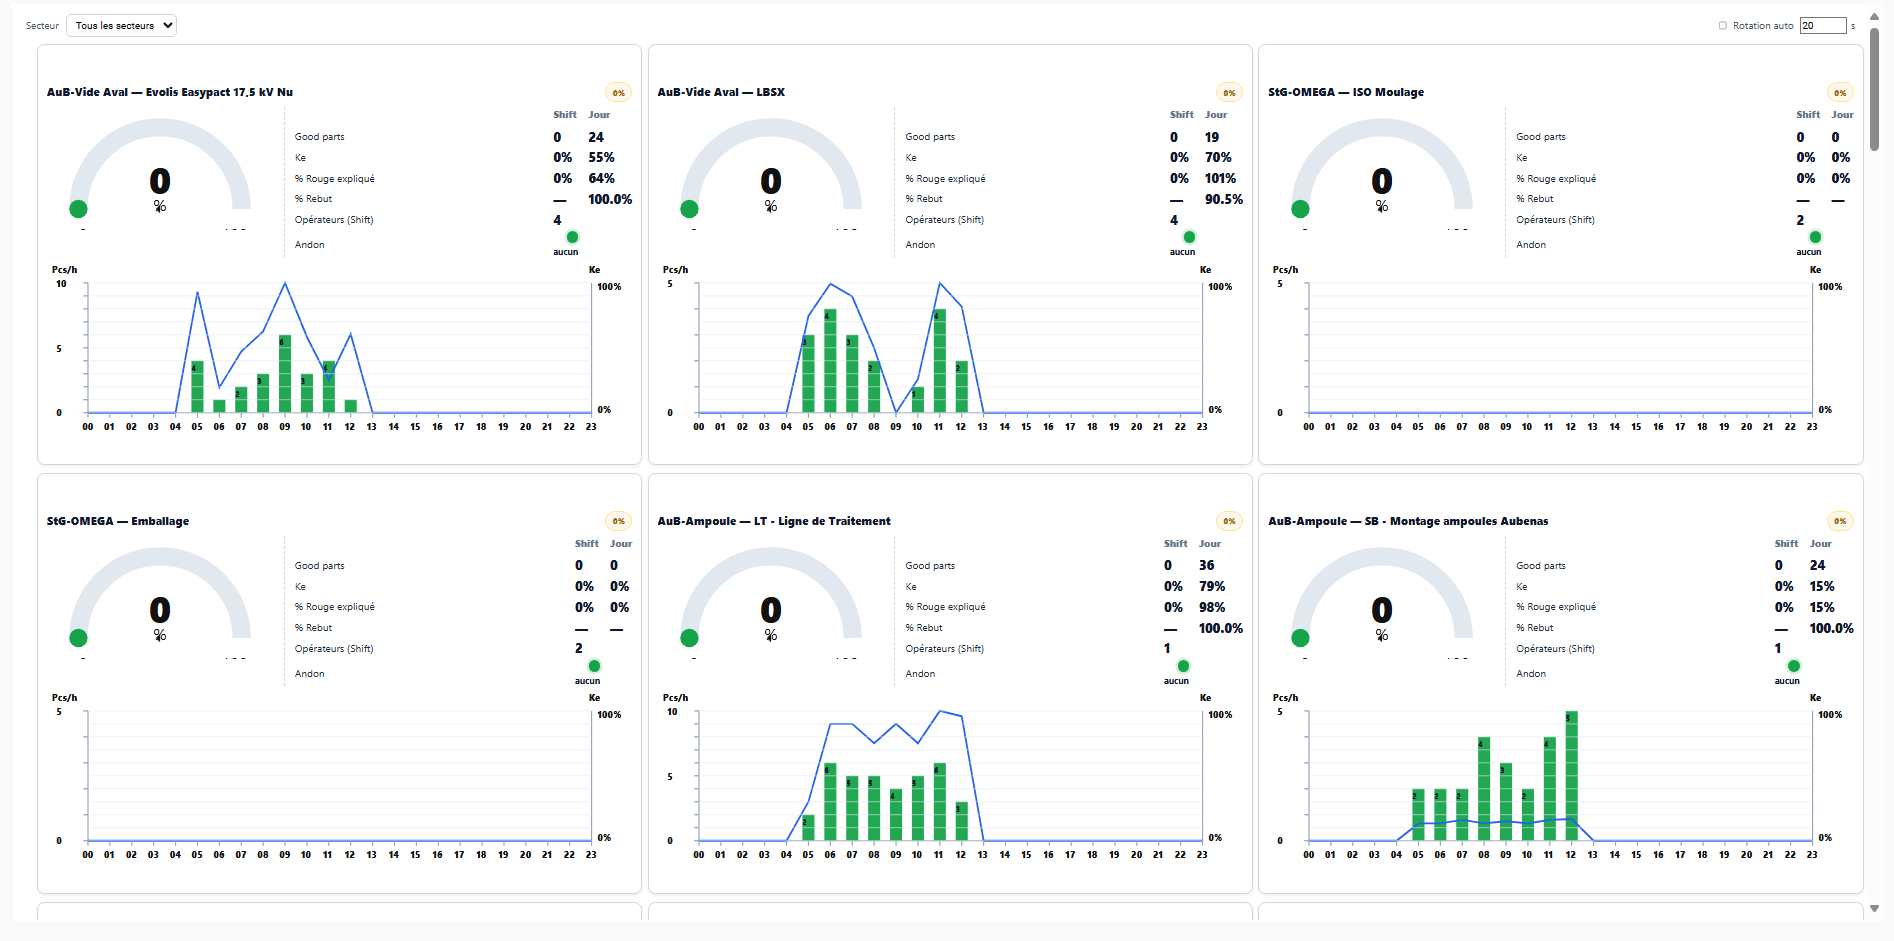 Secteur Tous les secteurs Rotation auto 20 s
AuB-Vide Aval — Evolis Easypact 17,5 kV Nu 0%
Shift Jour
Good parts 0 24
Ke 0% 55%
% Rouge expliqué 0% 64%
% Rebut — 100.0%
Opérateurs (Shift) 4
Andon aucun
0
%
Pcs/h Ke
10 100%
5
0 0%
4
2
3
6
3
4
00 01 02 03 04 05 06 07 08 09 10 11 12 13 14 15 16 17 18 19 20 21 22 23
AuB-Vide Aval — LBSX 0%
Shift Jour
Good parts 0 19
Ke 0% 70%
% Rouge expliqué 0% 101%
% Rebut — 90.5%
Opérateurs (Shift) 4
Andon aucun
0
%
Pcs/h Ke
5 100%
0 0%
3
4
3
2
1
4
2
00 01 02 03 04 05 06 07 08 09 10 11 12 13 14 15 16 17 18 19 20 21 22 23
StG-OMEGA — ISO Moulage 0%
Shift Jour
Good parts 0 0
Ke 0% 0%
% Rouge expliqué 0% 0%
% Rebut — —
Opérateurs (Shift) 2
Andon aucun
0
%
Pcs/h Ke
5 100%
0 0%
00 01 02 03 04 05 06 07 08 09 10 11 12 13 14 15 16 17 18 19 20 21 22 23
StG-OMEGA — Emballage 0%
Shift Jour
Good parts 0 0
Ke 0% 0%
% Rouge expliqué 0% 0%
% Rebut — —
Opérateurs (Shift) 2
Andon aucun
0
%
Pcs/h Ke
5 100%
0 0%
00 01 02 03 04 05 06 07 08 09 10 11 12 13 14 15 16 17 18 19 20 21 22 23
AuB-Ampoule — LT - Ligne de Traitement 0%
Shift Jour
Good parts 0 36
Ke 0% 79%
% Rouge expliqué 0% 98%
% Rebut — 100.0%
Opérateurs (Shift) 1
Andon aucun
0
%
Pcs/h Ke
10 100%
5
0 0%
2
6
5
5
4
5
6
3
00 01 02 03 04 05 06 07 08 09 10 11 12 13 14 15 16 17 18 19 20 21 22 23
AuB-Ampoule — SB - Montage ampoules Aubenas 0%
Shift Jour
Good parts 0 24
Ke 0% 15%
% Rouge expliqué 0% 15%
% Rebut — 100.0%
Opérateurs (Shift) 1
Andon aucun
0
%
Pcs/h Ke
5 100%
0 0%
2
2
2
4
3
2
4
5
00 01 02 03 04 05 06 07 08 09 10 11 12 13 14 15 16 17 18 19 20 21 22 23